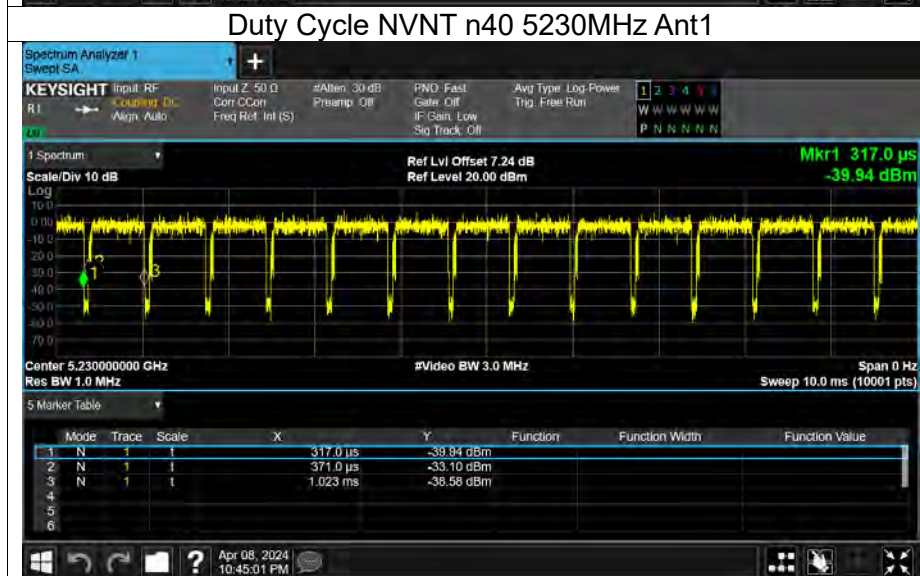 Duty Cycle NVNT n40 5230MHz Ant1
Spectrum Analyzer 1
Swept SA
+
KEYSIGHT Input: RF Input Z: 50 Ω #Atten: 30 dB PNO: Fast Avg Type: Log-Power 1 2 3 4 5 6
Coupling: DC Corr CCorr Preamp: Off Gate: Off Trig: Free Run W W W W W W
Align: Auto Freq Ref: Int (S) IF Gain: Low
Sig Track: Off P N N N N N
1 Spectrum
Ref Lvl Offset 7.24 dB Mkr1 317.0 µs
Scale/Div 10 dB Ref Level 20.00 dBm -39.94 dBm
Log
10.0
0.00
-10.0
-20.0
-30.0
-40.0
-50.0
-60.0
-70.0
1 2 3
Center 5.230000000 GHz #Video BW 3.0 MHz Span 0 Hz
Res BW 1.0 MHz Sweep 10.0 ms (10001 pts)
5 Marker Table
Mode Trace Scale X Y Function Function Width Function Value
1 N 1 t 317.0 µs -39.94 dBm
2 N 1 t 371.0 µs -33.10 dBm
3 N 1 t 1.023 ms -38.58 dBm
4
5
6
? Apr 08, 2024
10:45:01 PM